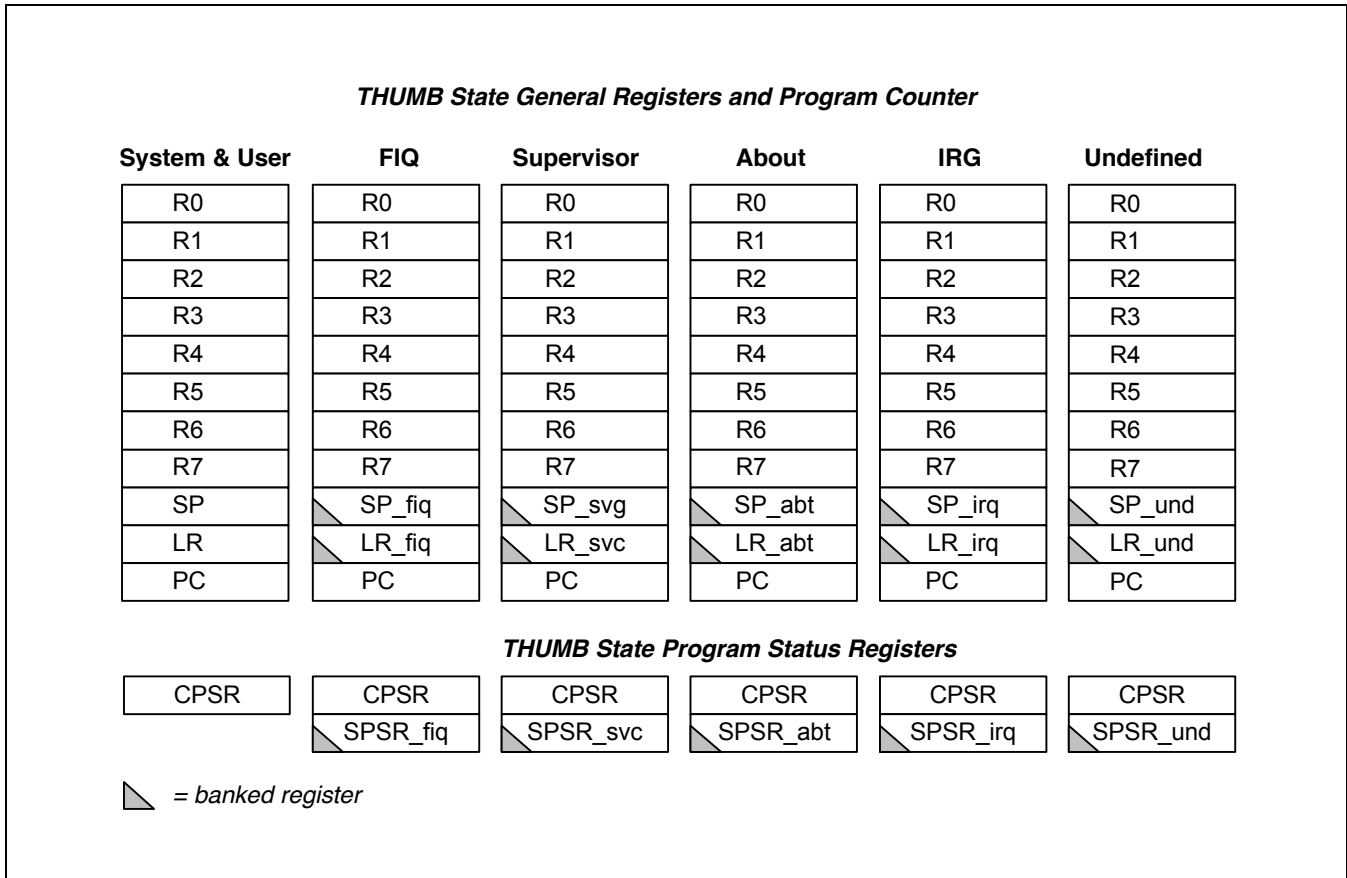 THUMB State General Registers and Program Counter
System & User FIQ Supervisor About IRG Undefined
R0 R0 R0 R0 R0 R0
R1 R1 R1 R1 R1 R1
R2 R2 R2 R2 R2 R2
R3 R3 R3 R3 R3 R3
R4 R4 R4 R4 R4 R4
R5 R5 R5 R5 R5 R5
R6 R6 R6 R6 R6 R6
R7 R7 R7 R7 R7 R7
SP SP_fiq SP_svg SP_abt SP_irq SP_und
LR LR_fiq LR_svc LR_abt LR_irq LR_und
PC PC PC PC PC PC
THUMB State Program Status Registers
CPSR CPSR CPSR CPSR CPSR CPSR
SPSR_fiq SPSR_svc SPSR_abt SPSR_irq SPSR_und
= banked register